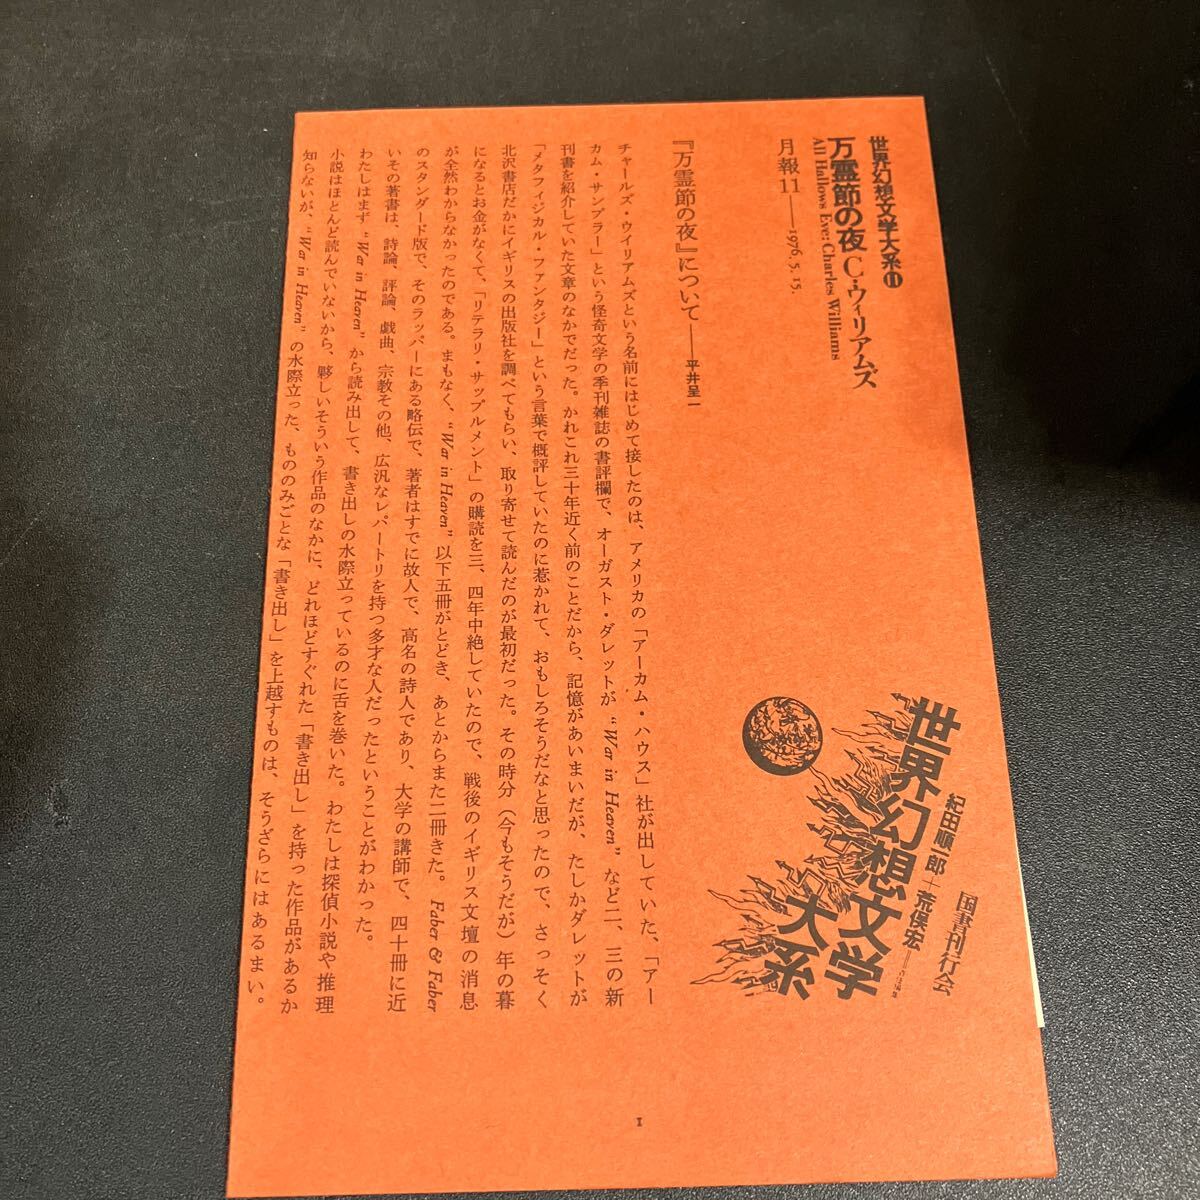 世界幻想文学大系⑪
万霊節の夜 C・ウィリアムズ
All Hallows Eve: Charles Williams
月報11——1976. 5. 15.
国書刊行会
紀田順一郎＋荒俣宏——責任編集
世界幻想文学
大系
『万霊節の夜』について——平井呈一
チャールズ・ウイリアムズという名前にはじめて接したのは、アメリカの「アーカム・ハウス」社が出していた、「アー
カム・サンプラー」という怪奇文学の季刊雑誌の書評欄で、オーガスト・ダレットが “War in Heaven” など二、三の新
刊書を紹介していた文章のなかでだった。かれこれ三十年近く前のことだから、記憶があいまいだが、たしかダレットが
「メタフィジカル・ファンタジー」という言葉で概評していたのに惹かれて、おもしろそうだなと思ったので、さっそく
北沢書店だかにイギリスの出版社を調べてもらい、取り寄せて読んだのが最初だった。その時分（今もそうだが）年の暮
になるとお金がなくて、「リテラリ・サップルメント」の購読を三、四年中絶していたので、戦後のイギリス文壇の消息
が全然わからなかったのである。まもなく、“War in Heaven” 以下五冊がとどき、あとからまた二冊きた。Faber & Faber
のスタンダード版で、そのラッパーにある略伝で、著者はすでに故人で、高名の詩人であり、大学の講師で、四十冊に近
いその著書は、詩論、評論、戯曲、宗教その他、広汎なレパートリを持つ多才な人だったということがわかった。
わたしはまず “War in Heaven” から読み出して、書き出しの水際立っているのに舌を巻いた。わたしは探偵小説や推理
小説はほとんど読んでいないから、夥しいそういう作品のなかに、どれほどすぐれた「書き出し」を持った作品があるか
知らないが、“War in Heaven” の水際立った、もののみごとな「書き出し」を上越すものは、そうざらにはあるまい。
1